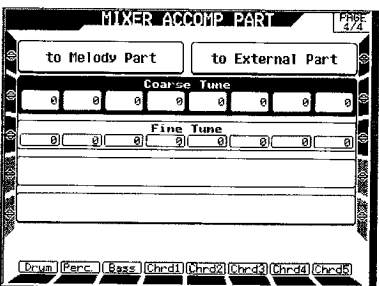 MIXER ACCOMP PART
PAGE
4/4
to Melody Part
to External Part
Coarse Tune
0 0 0 0 0 0 0 0
Fine Tune
0 0 0 0 0 0 0 0
Drum Perc. Bass Chrd1 Chrd2 Chrd3 Chrd4 Chrd5